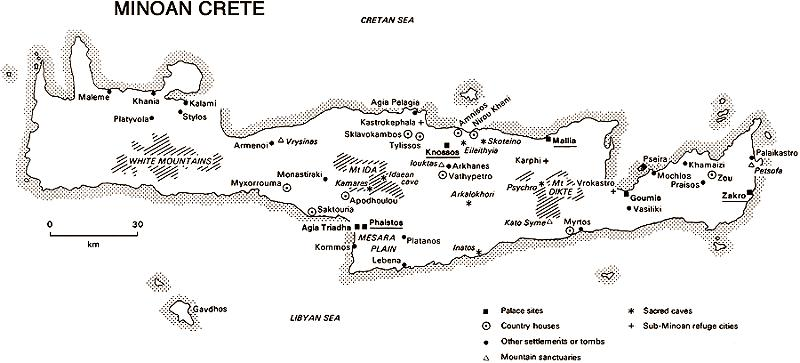 MINOAN CRETE
CRETAN SEA
Maleme
Khania
Kalami
Stylos
Platyvola
WHITE MOUNTAINS
Armenoi
Vrysinas
Monastiraki
Myxorrouma
Saktouria
Apodhoulou
Mt IDA
Idaean
cave
Kamares
Agia Pelagia
Kastrokephala
Sklavokambos
Tylissos
Amnisos
Nirou Khani
Skoteino
Eileithyia
Knossos
Iouktas
Arkhanes
Vathypetro
Arkalokhori
Mallia
Karphi
Psychro
Mt
DIKTE
Kato Syme
Vrokastro
Myrtos
Inatos
Agia Triadha
Phaistos
MESARA
PLAIN
Platanos
Kommos
Lebena
Pseira
Mochlos
Gournia
Vasiliki
Khamaizi
Zou
Praisos
Palaikastro
Petsofa
Zakro
0 30
km
Gavdhos
LIBYAN SEA
Palace sites
Country houses
Other settlements or tombs
Mountain sanctuaries
Sacred caves
Sub-Minoan refuge cities